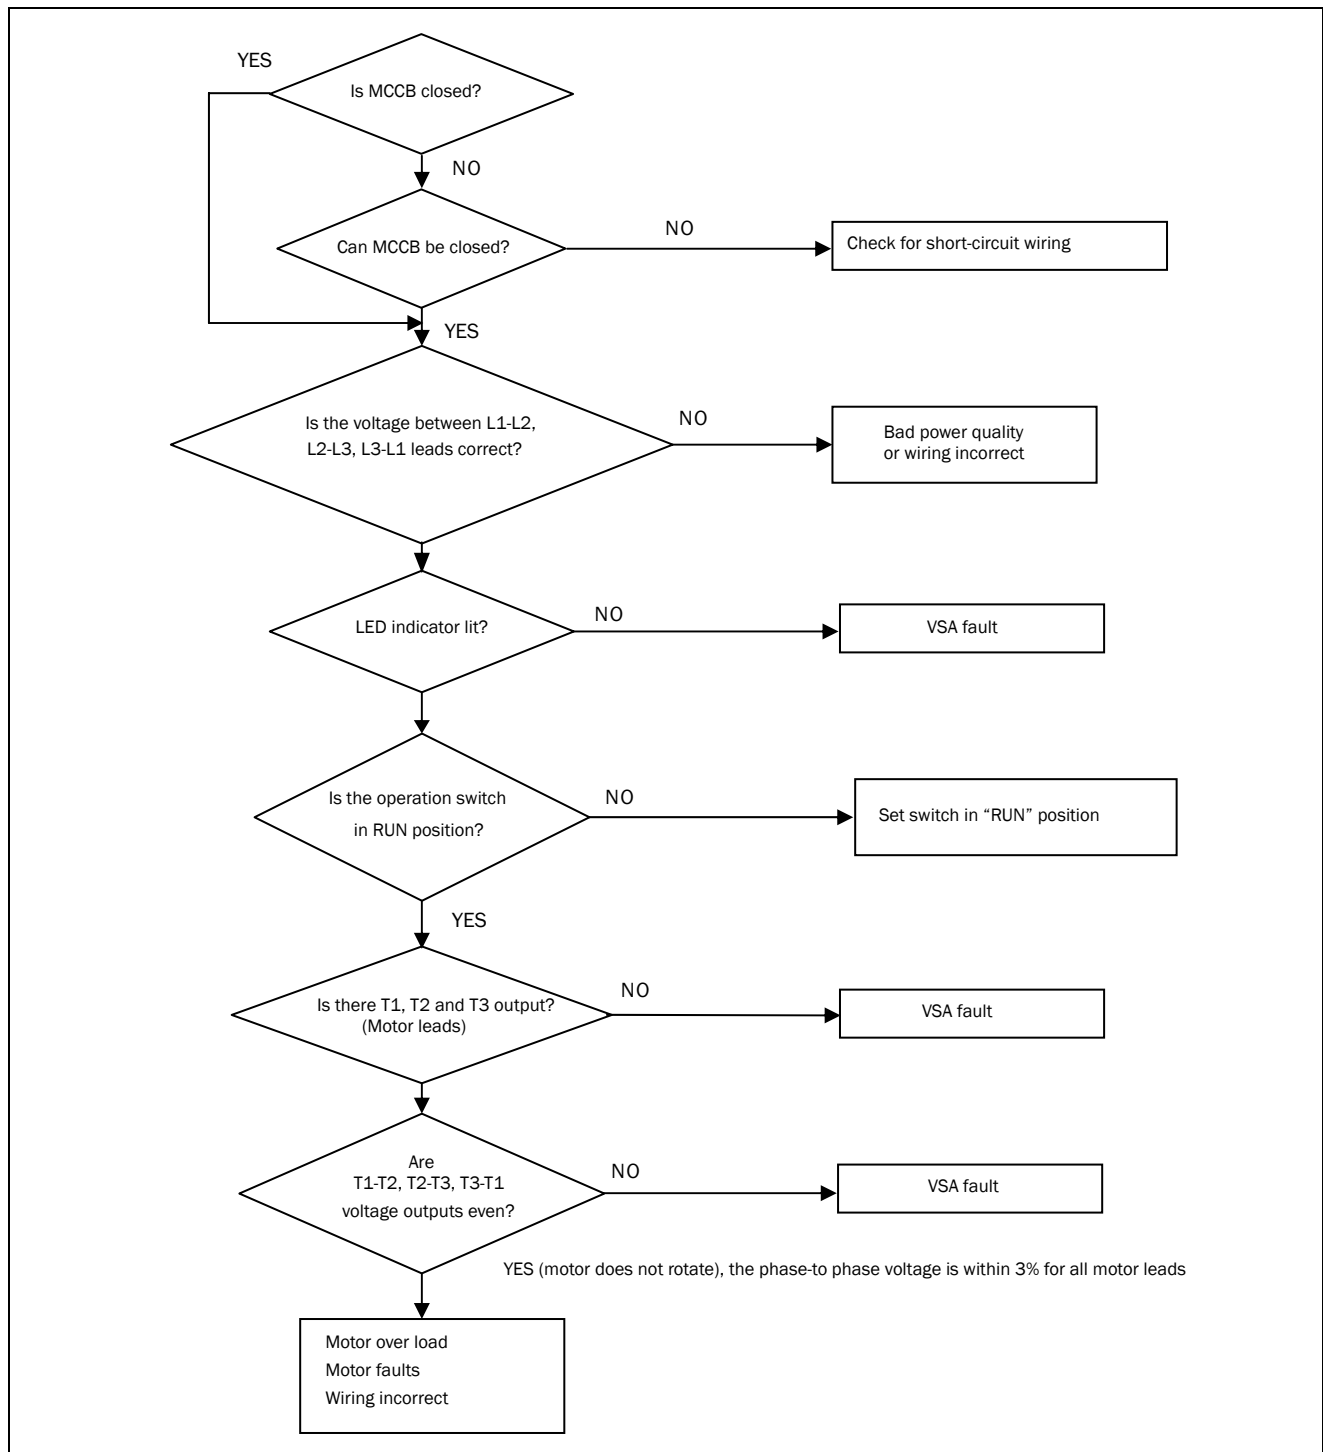 YES
Is MCCB closed?
NO
Can MCCB be closed?
NO
Check for short-circuit wiring
YES
Is the voltage between L1-L2,
L2-L3, L3-L1 leads correct?
NO
Bad power quality
or wiring incorrect
LED indicator lit?
NO
VSA fault
Is the operation switch
in RUN position?
NO
Set switch in “RUN” position
YES
Is there T1, T2 and T3 output?
(Motor leads)
NO
VSA fault
Are
T1-T2, T2-T3, T3-T1
voltage outputs even?
NO
VSA fault
YES (motor does not rotate), the phase-to phase voltage is within 3% for all motor leads
Motor over load
Motor faults
Wiring incorrect